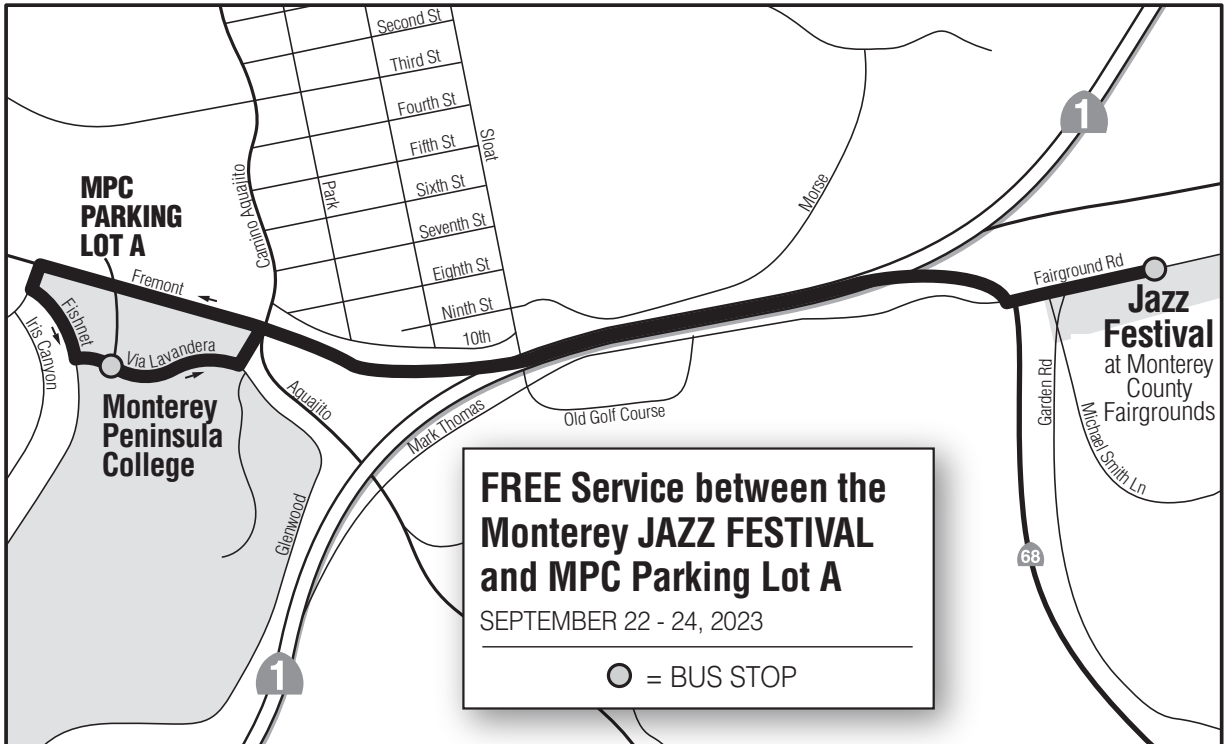 Second St
Third St
Fourth St
Fifth St
Sixth St
Seventh St
Eighth St
Ninth St
10th
Sloat
Park
Camino Aguajito
Morse
1
MPC
PARKING
LOT A
Fremont
Fishnet
Iris Canyon
Via Lavandera
Monterey
Peninsula
College
Aguajito
Mark Thomas
Old Golf Course
Glenwood
1
Fairground Rd
Jazz
Festival
at Monterey
County
Fairgrounds
Garden Rd
Michael Smith Ln
68
FREE Service between the
Monterey JAZZ FESTIVAL
and MPC Parking Lot A
SEPTEMBER 22 - 24, 2023
= BUS STOP